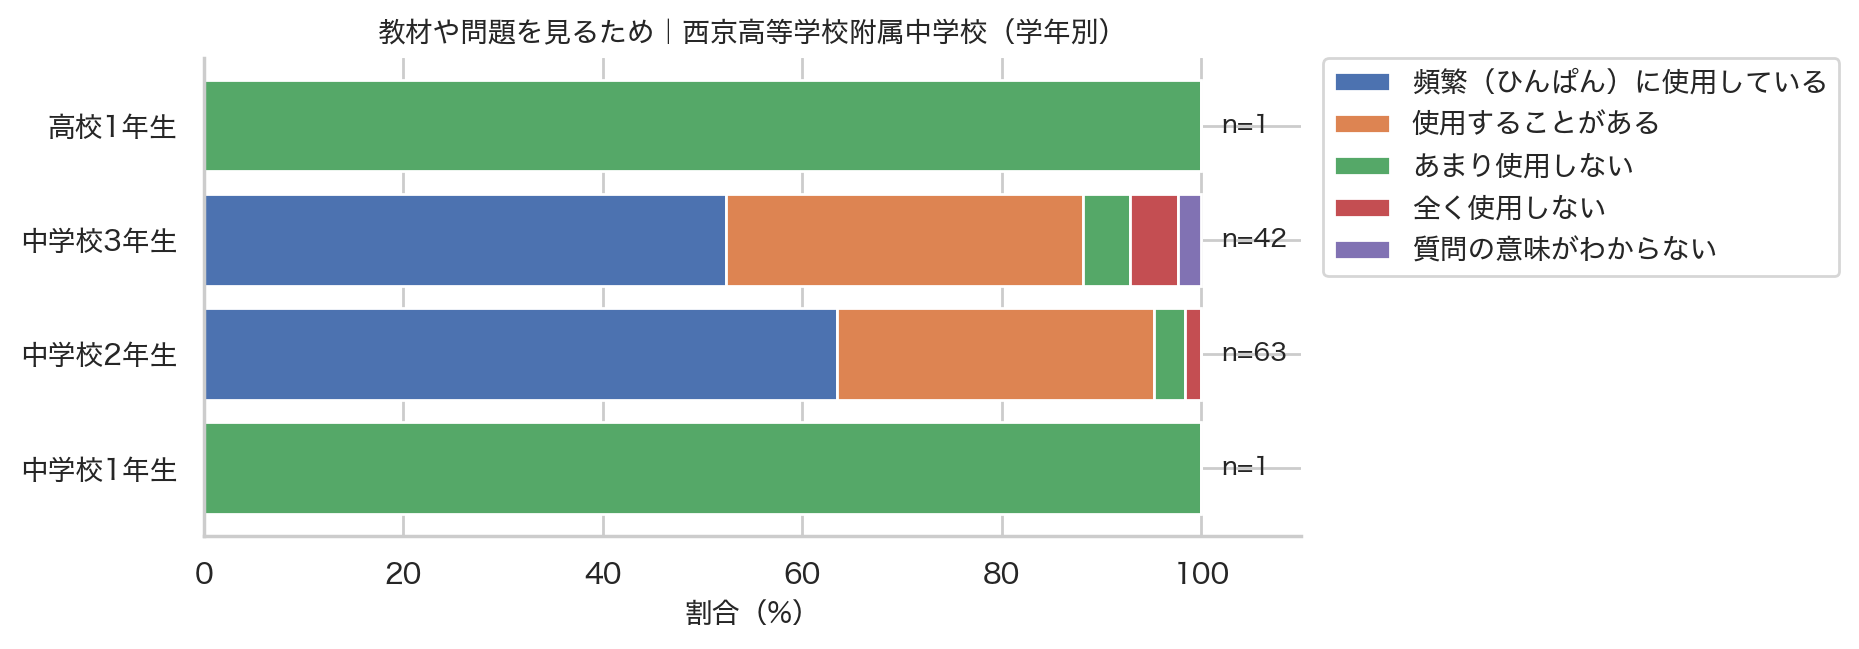 教材や問題を見るため｜西京高等学校附属中学校（学年別）
高校1年生
n=1
中学校3年生
n=42
中学校2年生
n=63
中学校1年生
n=1
0 20 40 60 80 100
割合（%）
頻繁（ひんぱん）に使用している
使用することがある
あまり使用しない
全く使用しない
質問の意味がわからない